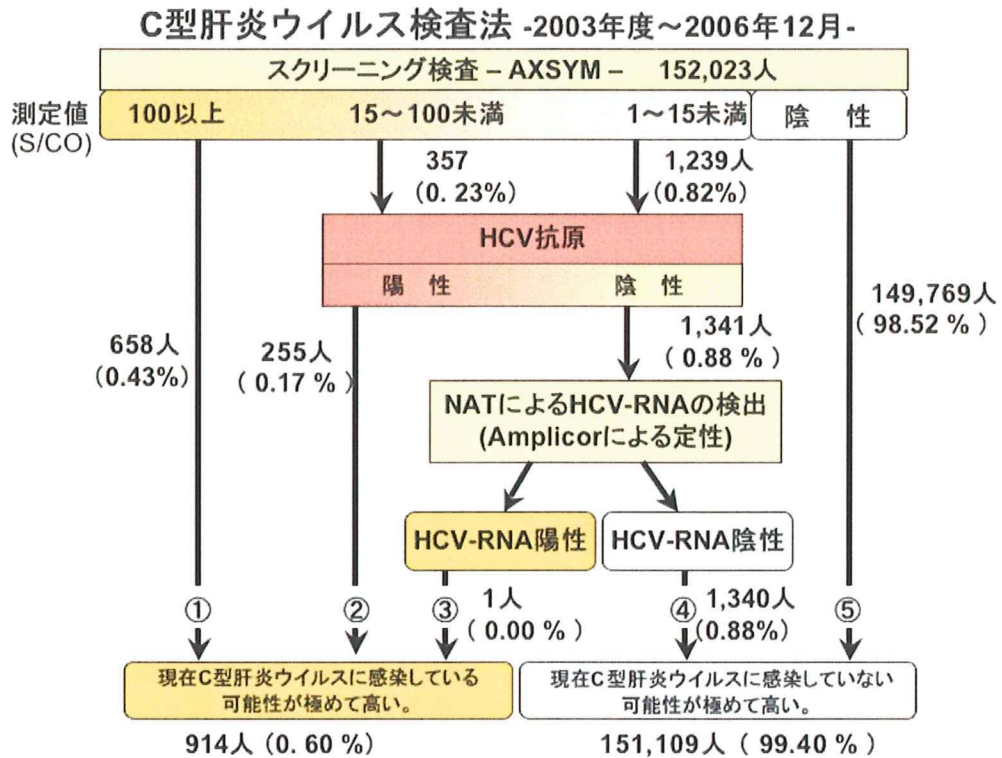 C型肝炎ウイルス検査法 -2003年度～2006年12月-
スクリーニング検査 – AXSYM – 152,023人
測定値
(S/CO)
100以上 15～100未満 1～15未満 陰 性
357
(0. 23%)
1,239人
(0.82%)
HCV抗原
陽 性 陰 性
658人
(0.43%)
255人
( 0.17 % )
1,341人
( 0.88 % )
149,769人
( 98.52 % )
NATによるHCV-RNAの検出
(Amplicorによる定性)
HCV-RNA陽性 HCV-RNA陰性
① ② ③ 1人
( 0.00 % )
④ 1,340人
(0.88%)
⑤
現在C型肝炎ウイルスに感染している
可能性が極めて高い。
現在C型肝炎ウイルスに感染していない
可能性が極めて高い。
914人 (0. 60 %)
151,109人 ( 99.40 % )